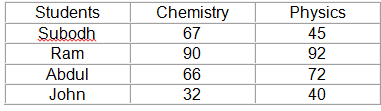 Students Chemistry Physics
Subodh 67 45
Ram 90 92
Abdul 66 72
John 32 40